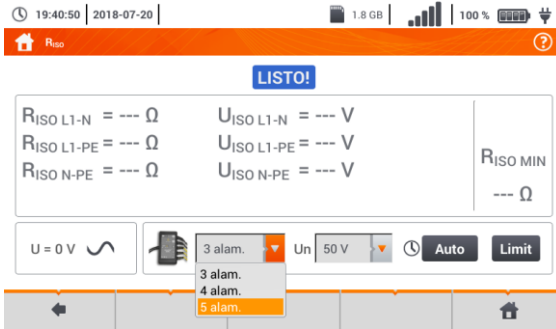 19:40:50 2018-07-20 1.8 GB 100 %
RISO ?
LISTO!
RISO L1-N = --- Ω UISO L1-N = --- V
RISO L1-PE = --- Ω UISO L1-PE = --- V
RISO N-PE = --- Ω UISO N-PE = --- V
RISO MIN
--- Ω
U = 0 V 3 alam. Un 50 V Auto Limit
3 alam.
4 alam.
5 alam.